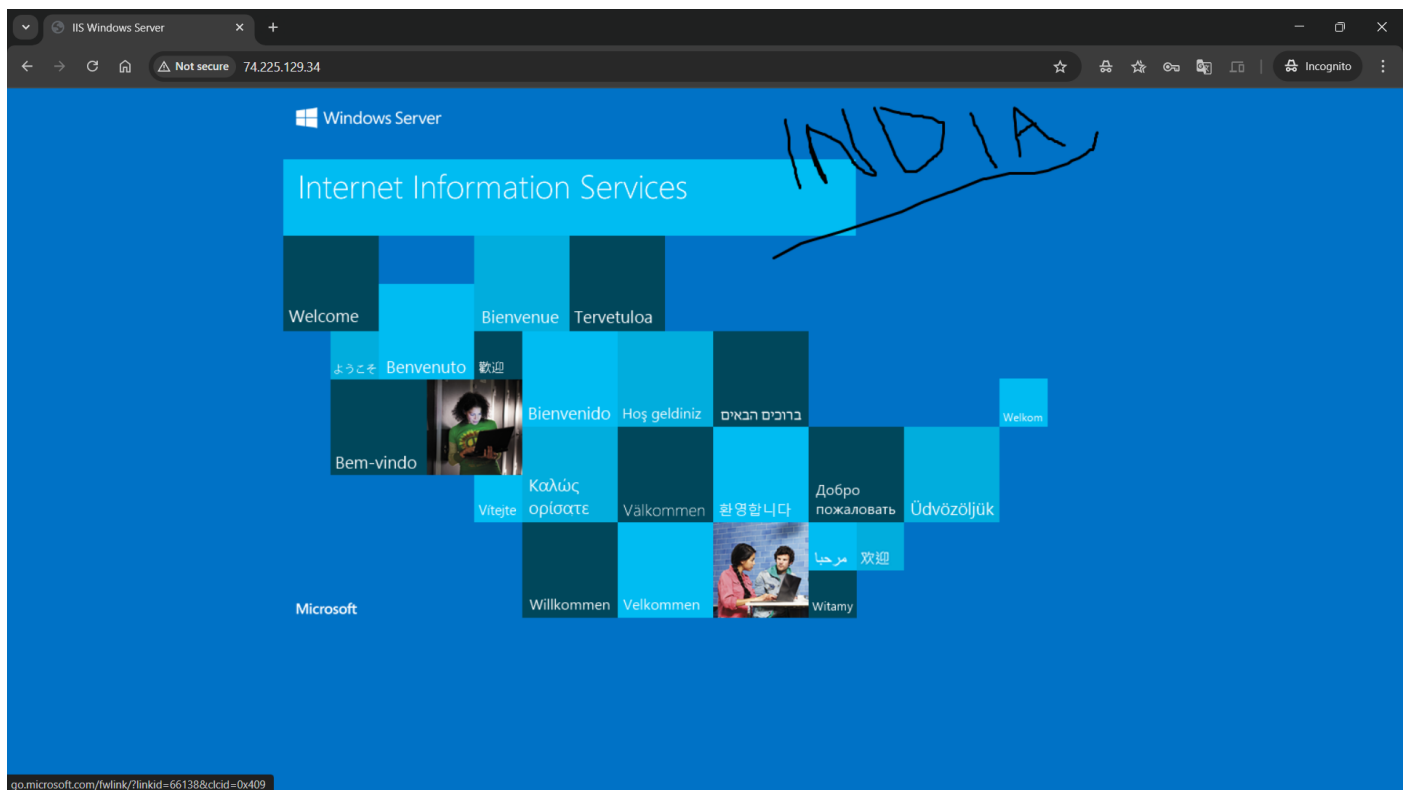 IIS Windows Server
Not secure 74.225.129.34
Incognito
Windows Server
INDIA
Internet Information Services
Welcome
Bienvenue
Tervetuloa
ようこそ
Benvenuto
歡迎
Bienvenido
Hoş geldiniz
ברוכים הבאים
Welkom
Bem-vindo
Vítejte
Καλώς
ορίσατε
Välkommen
환영합니다
Добро
пожаловать
Üdvözöljük
مرحبا
欢迎
Microsoft
Willkommen
Velkommen
Witamy
go.microsoft.com/fwlink/?linkid=66138&clcid=0x409